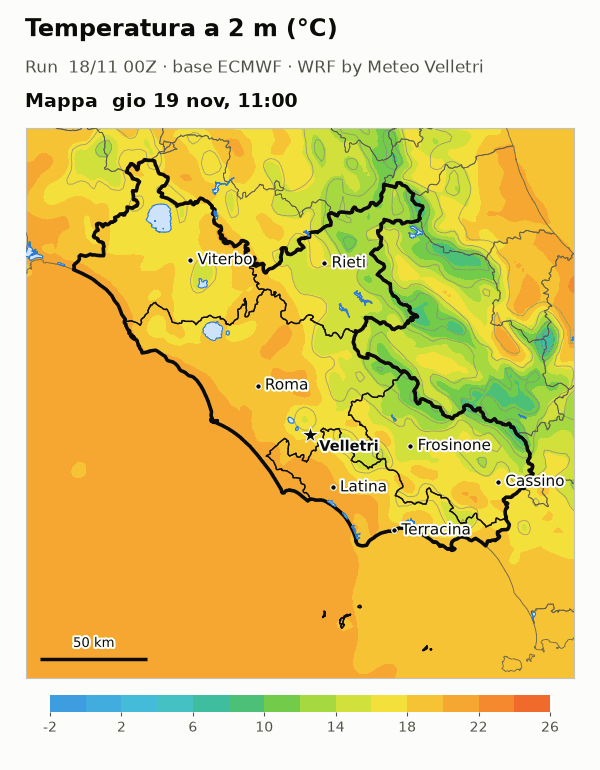 Temperatura a 2 m (°C)
Run 18/11 00Z · base ECMWF · WRF by Meteo Velletri
Mappa gio 19 nov, 11:00
Viterbo
Rieti
Roma
Velletri
Frosinone
Latina
Cassino
Terracina
50 km
-2 2 6 10 14 18 22 26